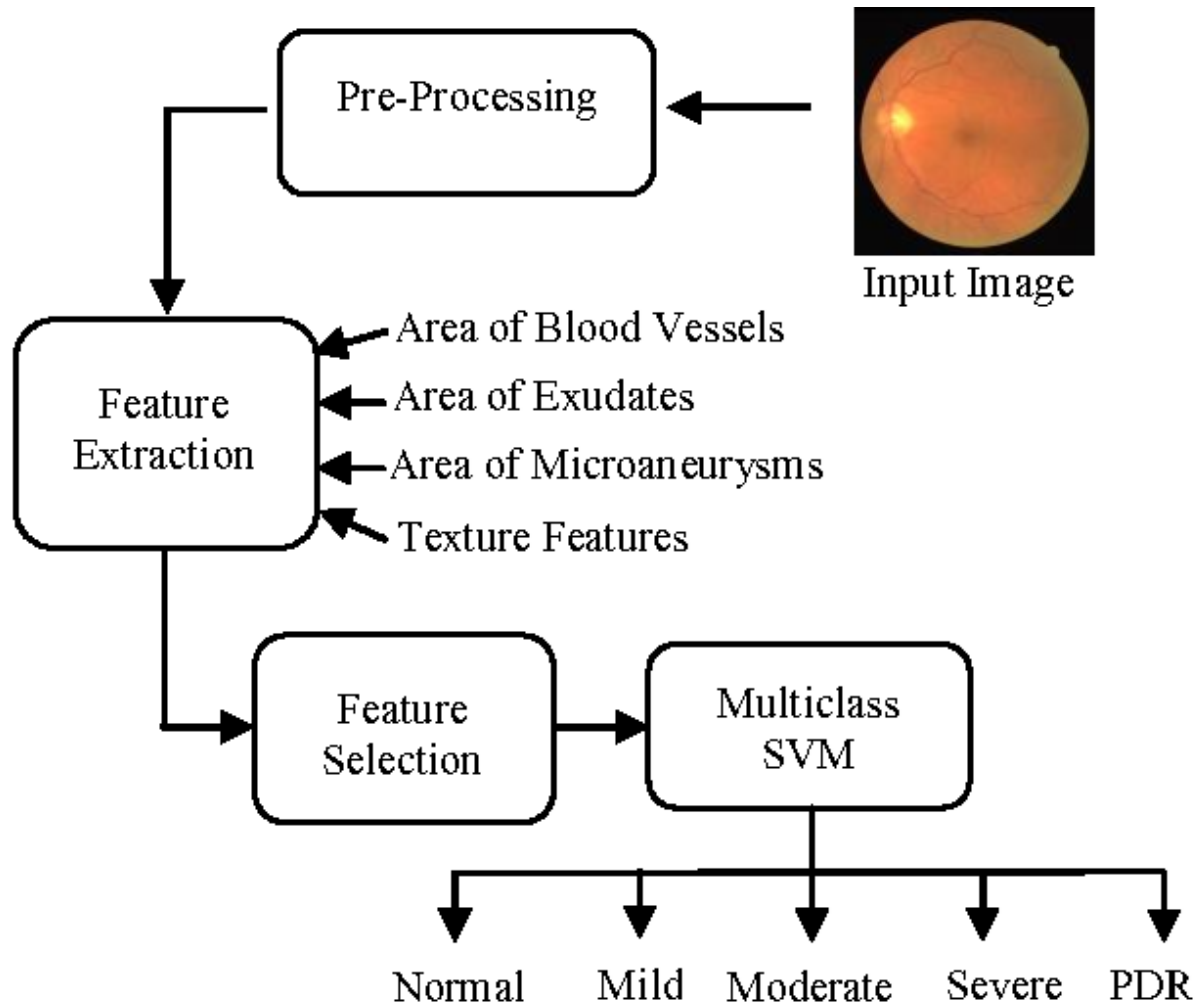 Pre-Processing
Input Image
Feature
Extraction
Area of Blood Vessels
Area of Exudates
Area of Microaneurysms
Texture Features
Feature
Selection
Multiclass
SVM
Normal
Mild
Moderate
Severe
PDR